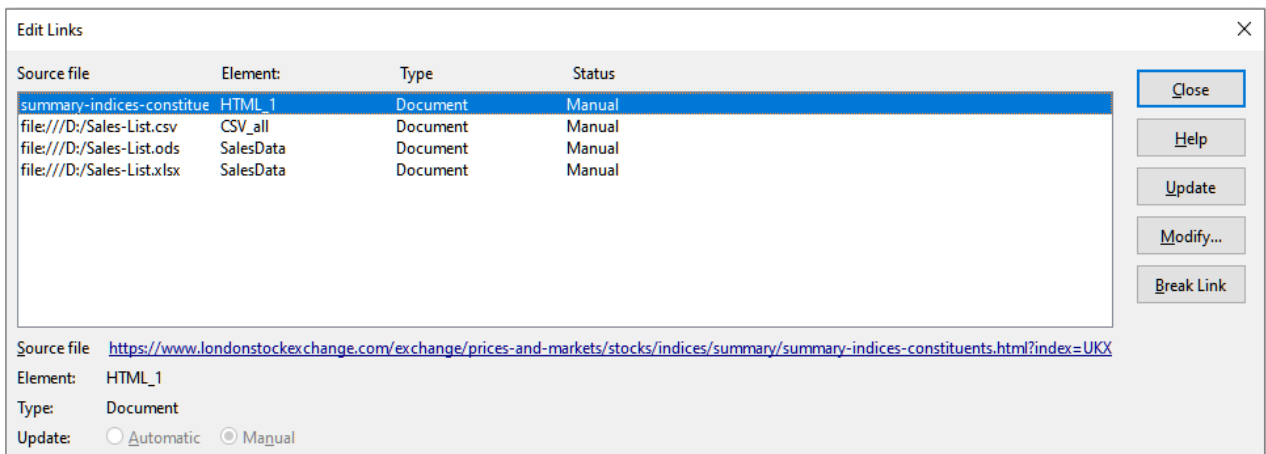 Edit Links
Source file Element: Type Status
summary-indices-constitue HTML_1 Document Manual
file:///D:/Sales-List.csv CSV_all Document Manual
file:///D:/Sales-List.ods SalesData Document Manual
file:///D:/Sales-List.xlsx SalesData Document Manual
Close
Help
Update
Modify...
Break Link
Source file https://www.londonstockexchange.com/exchange/prices-and-markets/stocks/indices/summary/summary-indices-constituents.html?index=UKX
Element: HTML_1
Type: Document
Update: Automatic Manual